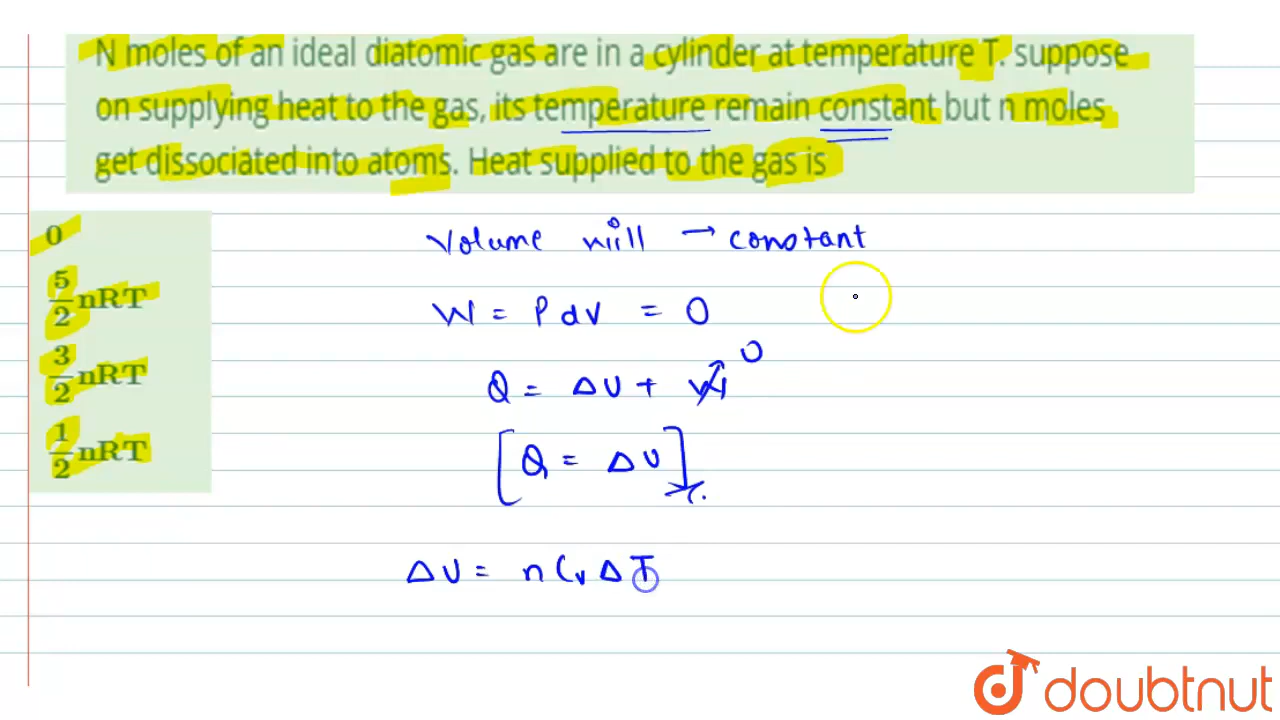 N moles of an ideal diatomic gas are in a cylinder at temperature T. suppose
on supplying heat to the gas, its temperature remain constant but n moles
get dissociated into atoms. Heat supplied to the gas is
0
5/2 nRT
3/2 nRT
1/2 nRT
Volume will → constant
W = P dV = 0
Q = ΔU + W 0
[Q = ΔU]
ΔU = n Cv ΔT
doubtnut